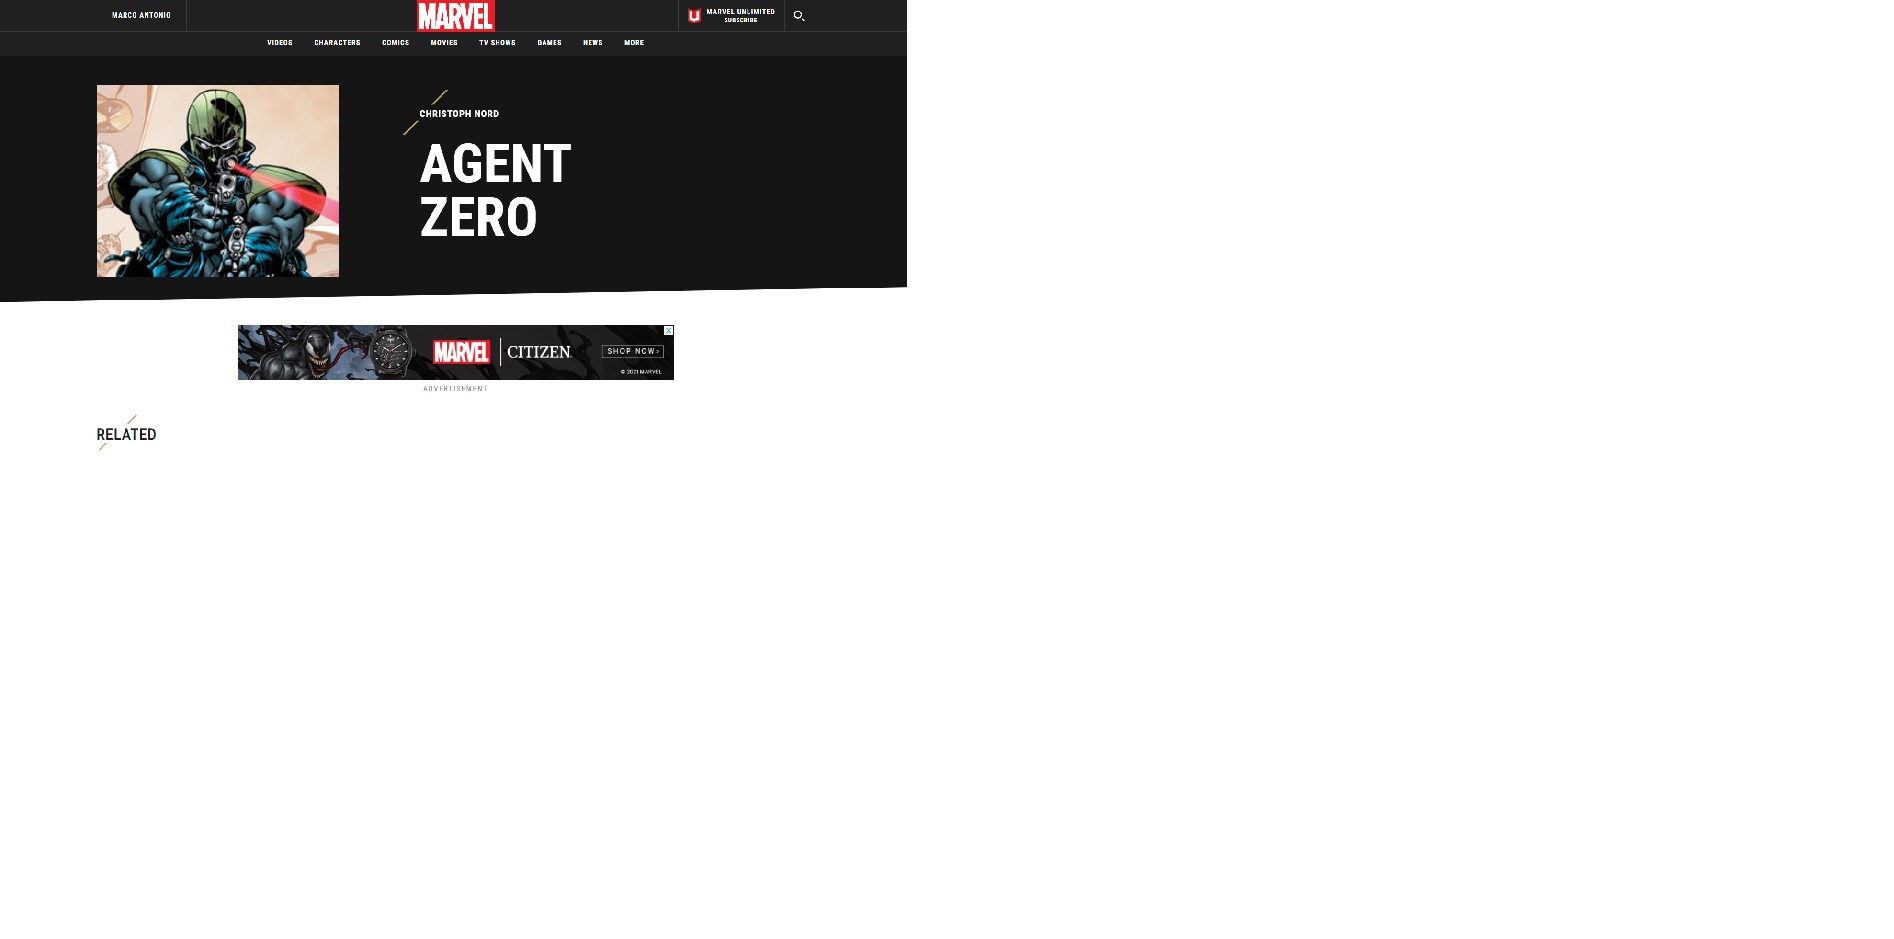 MARCO ANTONIO
MARVEL
MARVEL UNLIMITED
SUBSCRIBE
VIDEOS CHARACTERS COMICS MOVIES TV SHOWS GAMES NEWS MORE
CHRISTOPH NORD
AGENT
ZERO
MARVEL CITIZEN SHOP NOW>
© 2021 MARVEL
ADVERTISEMENT
RELATED